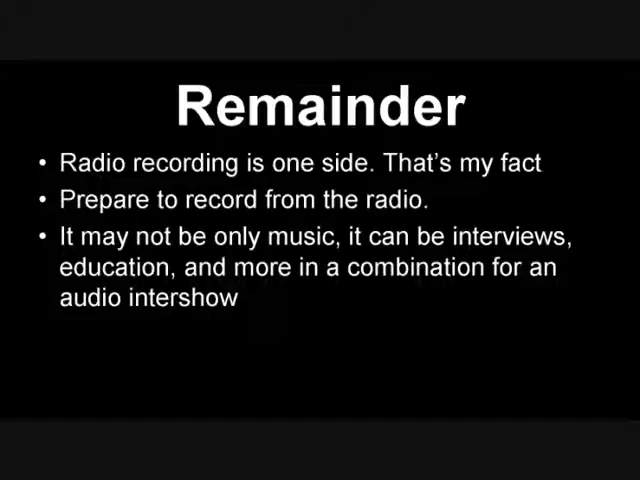 Remainder
• Radio recording is one side. That's my fact
• Prepare to record from the radio.
• It may not be only music, it can be interviews,
education, and more in a combination for an
audio intershow